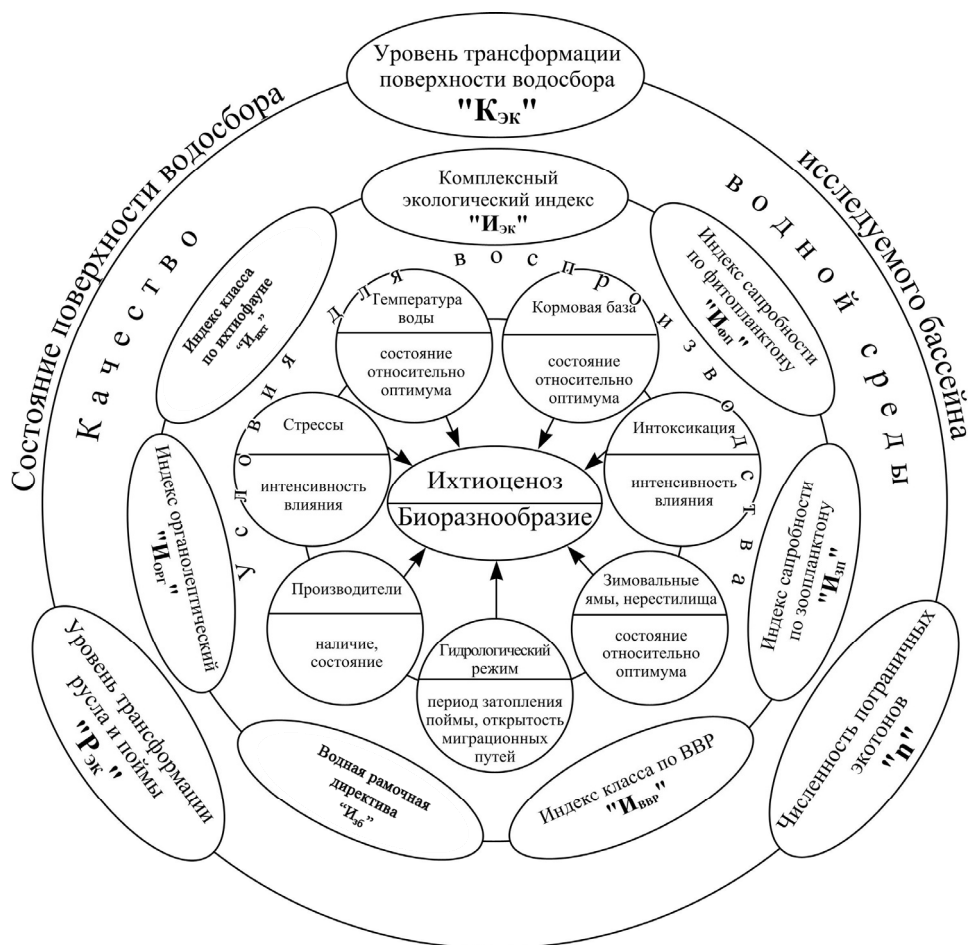 Уровень трансформации
поверхности водосбора
"Кэк"
Состояние поверхности водосбора
исследуемого бассейна
Качество
водной среды
Комплексный
экологический индекс
"Иэк"
Индекс класса
по ихтиофауне
“Иихт”
Индекс сапробности
по фитопланктону
"Ифп"
Условия для воспроизводства
Температура
воды
состояние
относительно
оптимума
Кормовая база
состояние
относительно
оптимума
Стрессы
интенсивность
влияния
Интоксикация
интенсивность
влияния
Ихтиоценоз
Биоразнообразие
Индекс органолептический
"Иорг"
Индекс сапробности
по зоопланктону
"Изп"
Производители
наличие,
состояние
Гидрологический
режим
период затопления
поймы, открытость
миграционных
путей
Зимовальные
ямы, нерестилища
состояние
относительно
оптимума
Уровень трансформации
русла и поймы
"Рэк"
Водная рамочная
директива
“Изб”
Индекс класса по ВВР
"Иввр"
Численность пограничных
экотонов
"n"